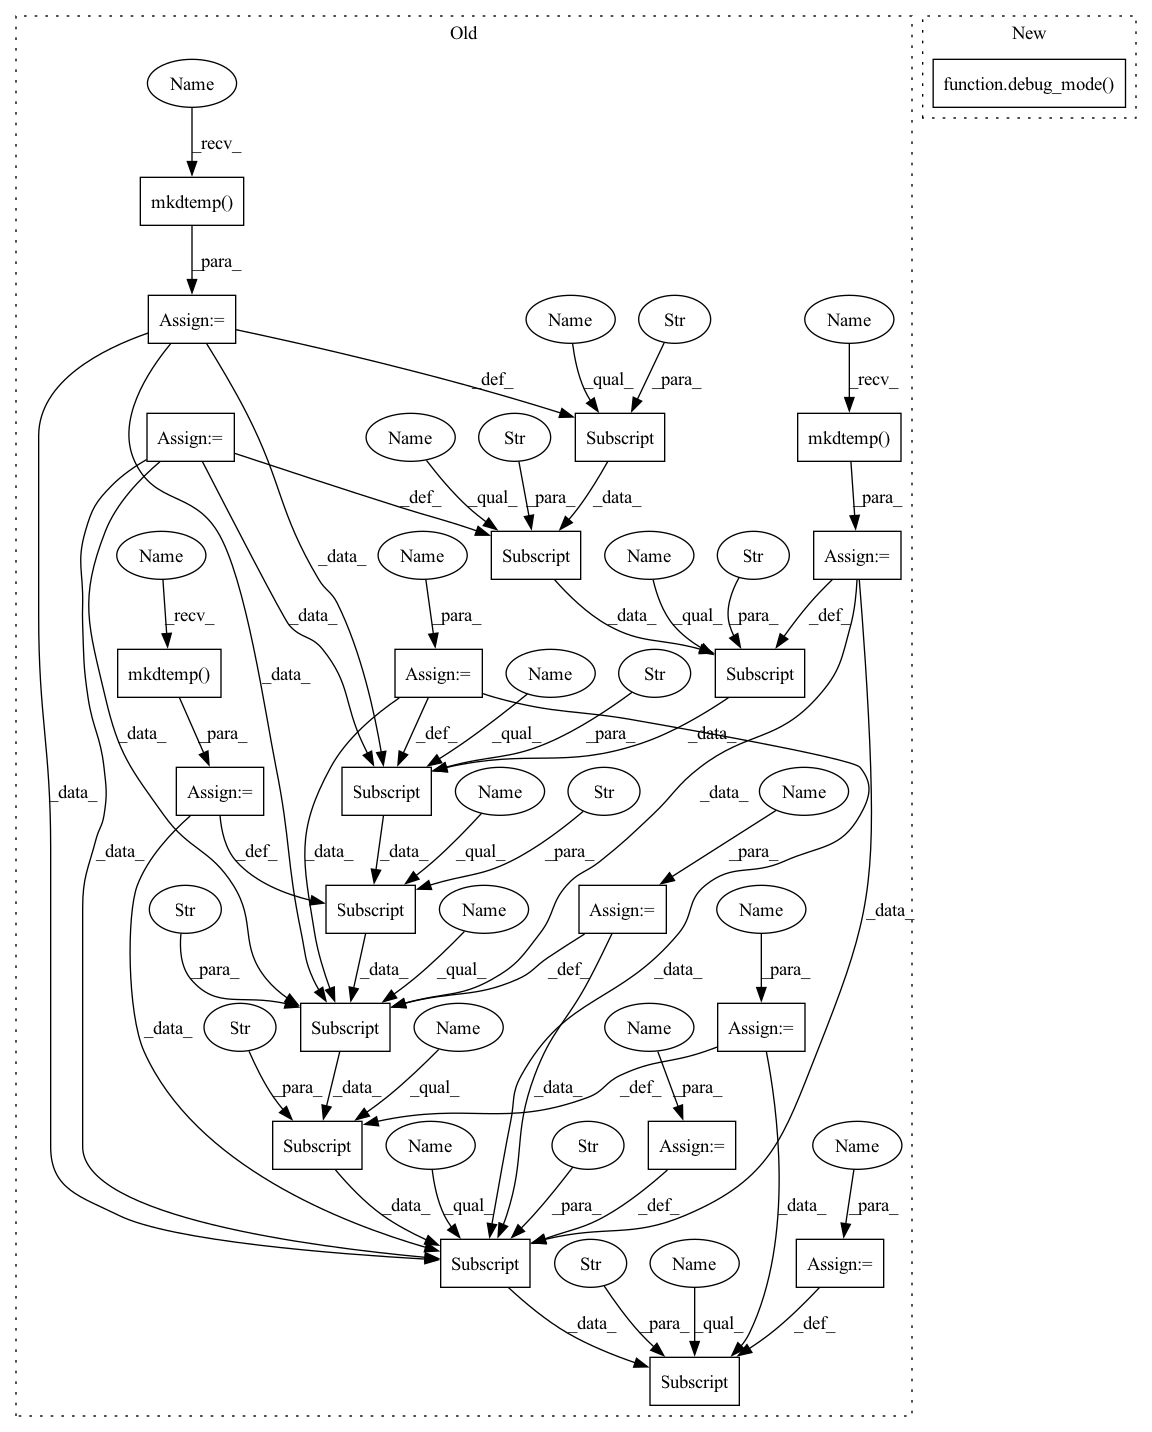 Old
New
Name
function.debug_mode()
_recv_
mkdtemp()
_para_
Assign:=
Name
Str
Name
_def_
_qual_
_para_
_recv_
Assign:=
Name
Str
Subscript
mkdtemp()
_def_
_qual_
_para_
_data_
_para_
Name
Name
Subscript
Name
Str
Assign:=
_data_
_recv_
_data_
_para_
_data_
_qual_
_para_
_def_
mkdtemp()
Assign:=
Name
Str
Subscript
_data_
_para_
_data_
_def_
_qual_
_para_
_data_
Assign:=
Subscript
Name
Str
Name
_data_
_data_
_def_
_data_
_data_
_qual_
_para_
_data_
_para_
Str
Subscript
Name
Assign:=
Name
_para_
_data_
_qual_
_def_
_data_
_para_
_data_
Str
Subscript
Name
Name
Assign:=
_data_
_para_
_data_
_qual_
_data_
_def_
_para_
Subscript
Name
Str
Assign:=
Name
_data_
_qual_
_para_
_def_
_data_
_para_
Subscript
Str
Name
Assign:=
_data_
_para_
_qual_
_def_
Subscript